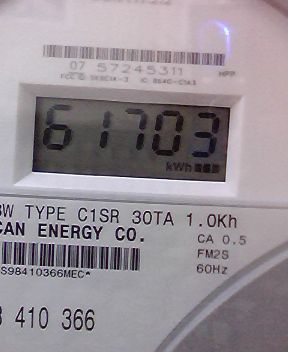 07 57245311
61703
kWh
TYPE C1SR 30TA 1.0Kh
CAN ENERGY CO.
CA 0.5
FM2S
60Hz
S98410366MEC*
410 366